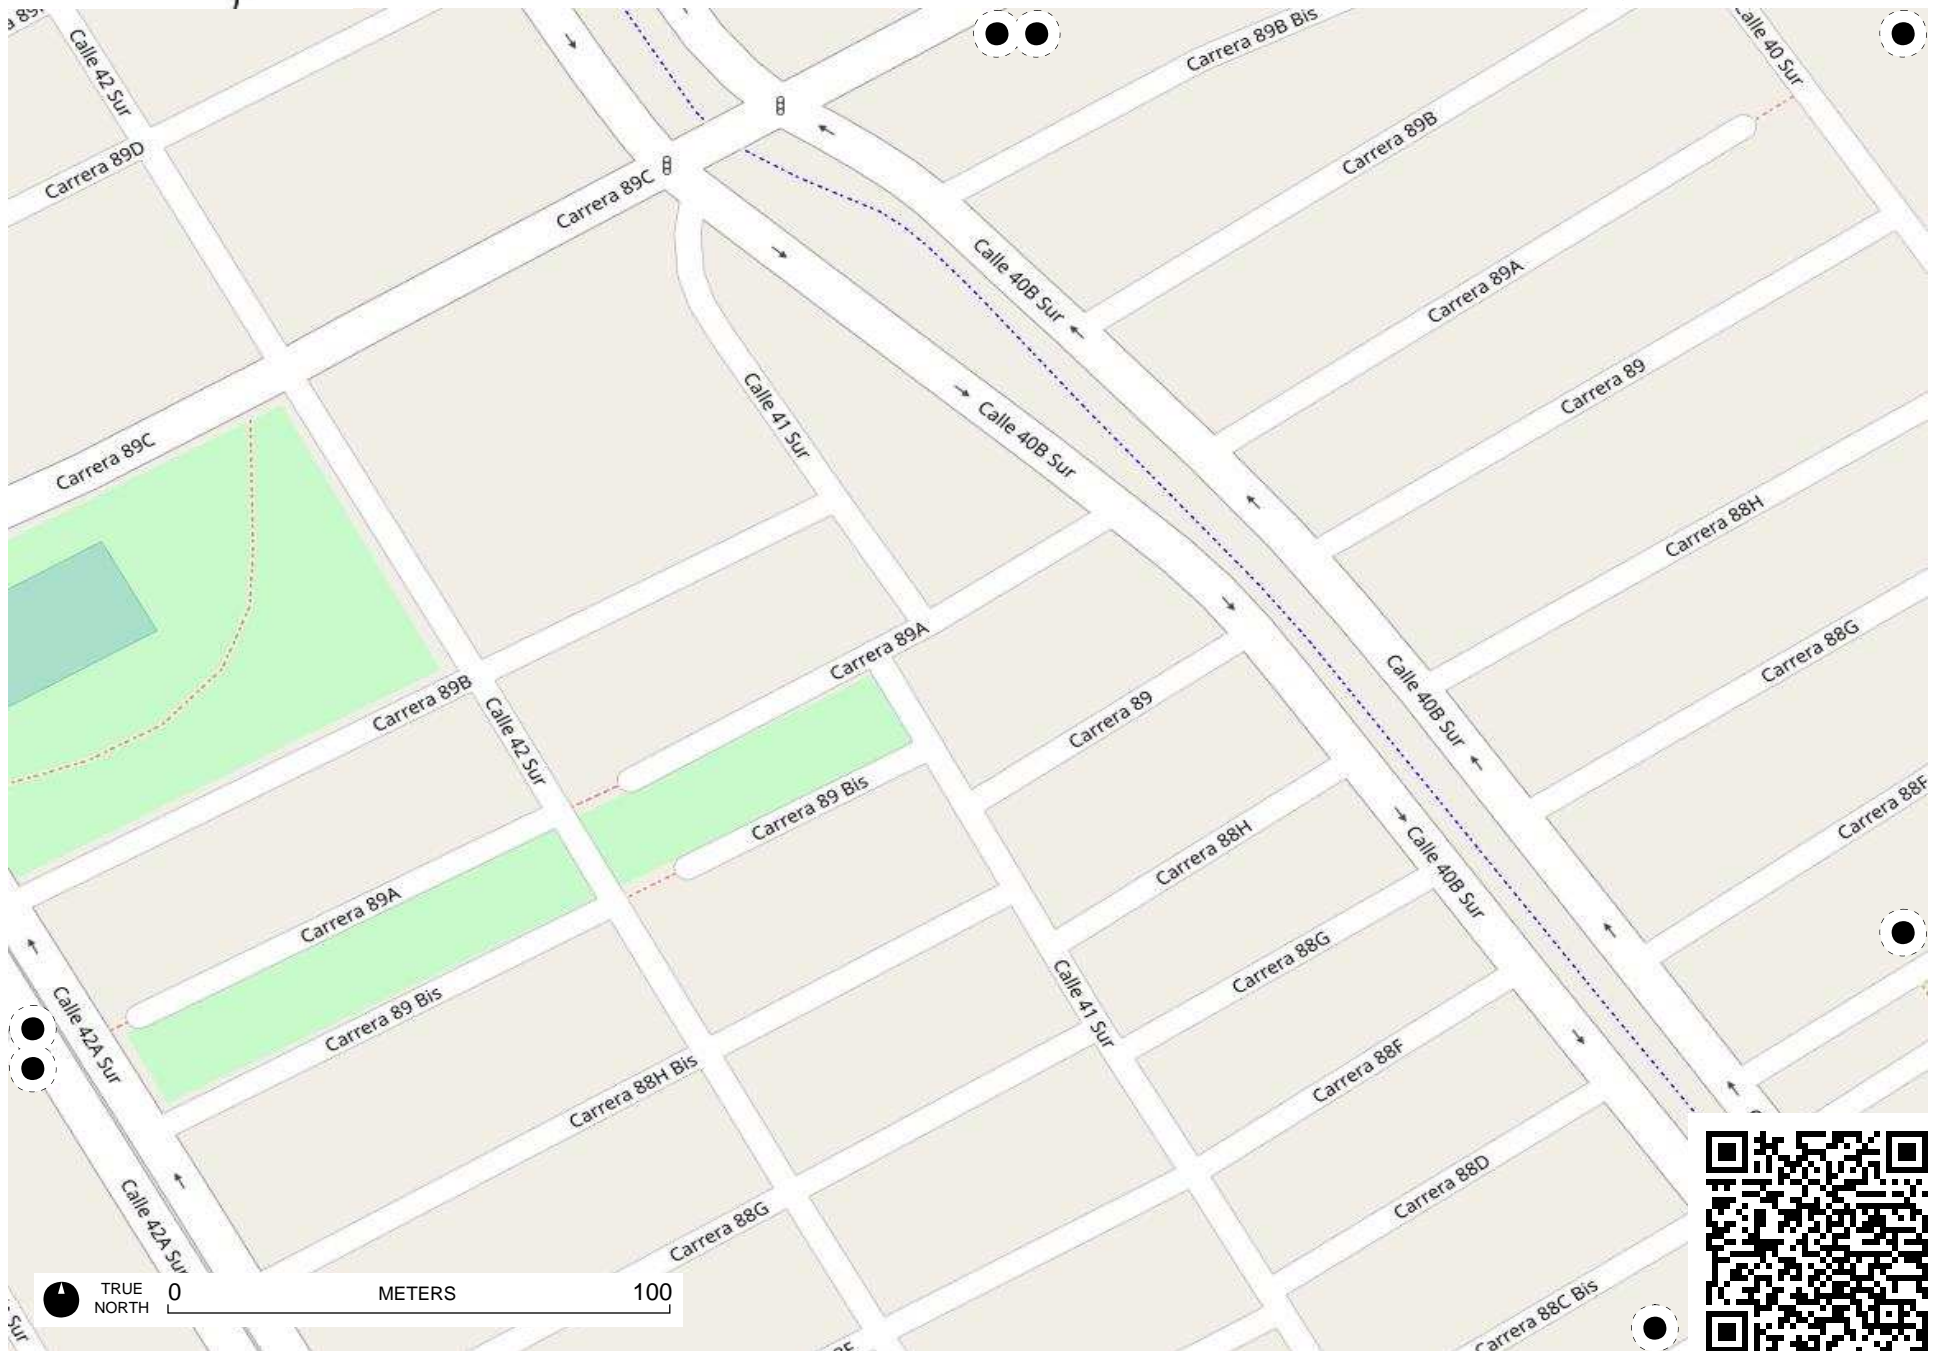 Calle 42 Sur
Calle 40 Sur
Carrera 89B Bis
Carrera 89B
Carrera 89D
Carrera 89C
Calle 40B Sur
Carrera 89A
Carrera 89
Calle 41 Sur
Calle 40B Sur
Carrera 89C
Carrera 88H
Carrera 89A
Carrera 88G
Carrera 89B
Calle 42 Sur
Carrera 89
Calle 40B Sur
Carrera 89 Bis
Carrera 88F
Carrera 88H
Calle 40B Sur
Carrera 89A
Carrera 88G
Calle 42A Sur
Carrera 89 Bis
Calle 41 Sur
Carrera 88H Bis
Carrera 88F
Carrera 88D
Calle 42A Sur
Carrera 88G
Carrera 88C Bis
Sur
TRUE
NORTH
0 METERS 100